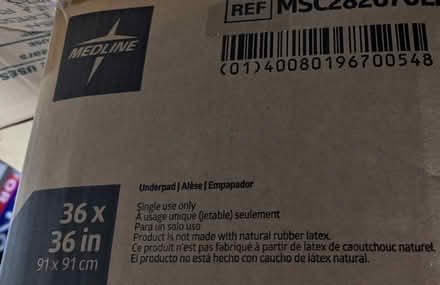 REF MSC282070
(01)40080196700548
MEDLINE
USES
Underpad | Alèse | Empapador
36 x
36 in
91 x 91 cm
Single use only
À usage unique (jetable) seulement
Para un solo uso
Product is not made with natural rubber latex.
Ce produit n'est pas fabriqué à partir de latex de caoutchouc naturel.
El producto no está hecho con caucho de látex natural.